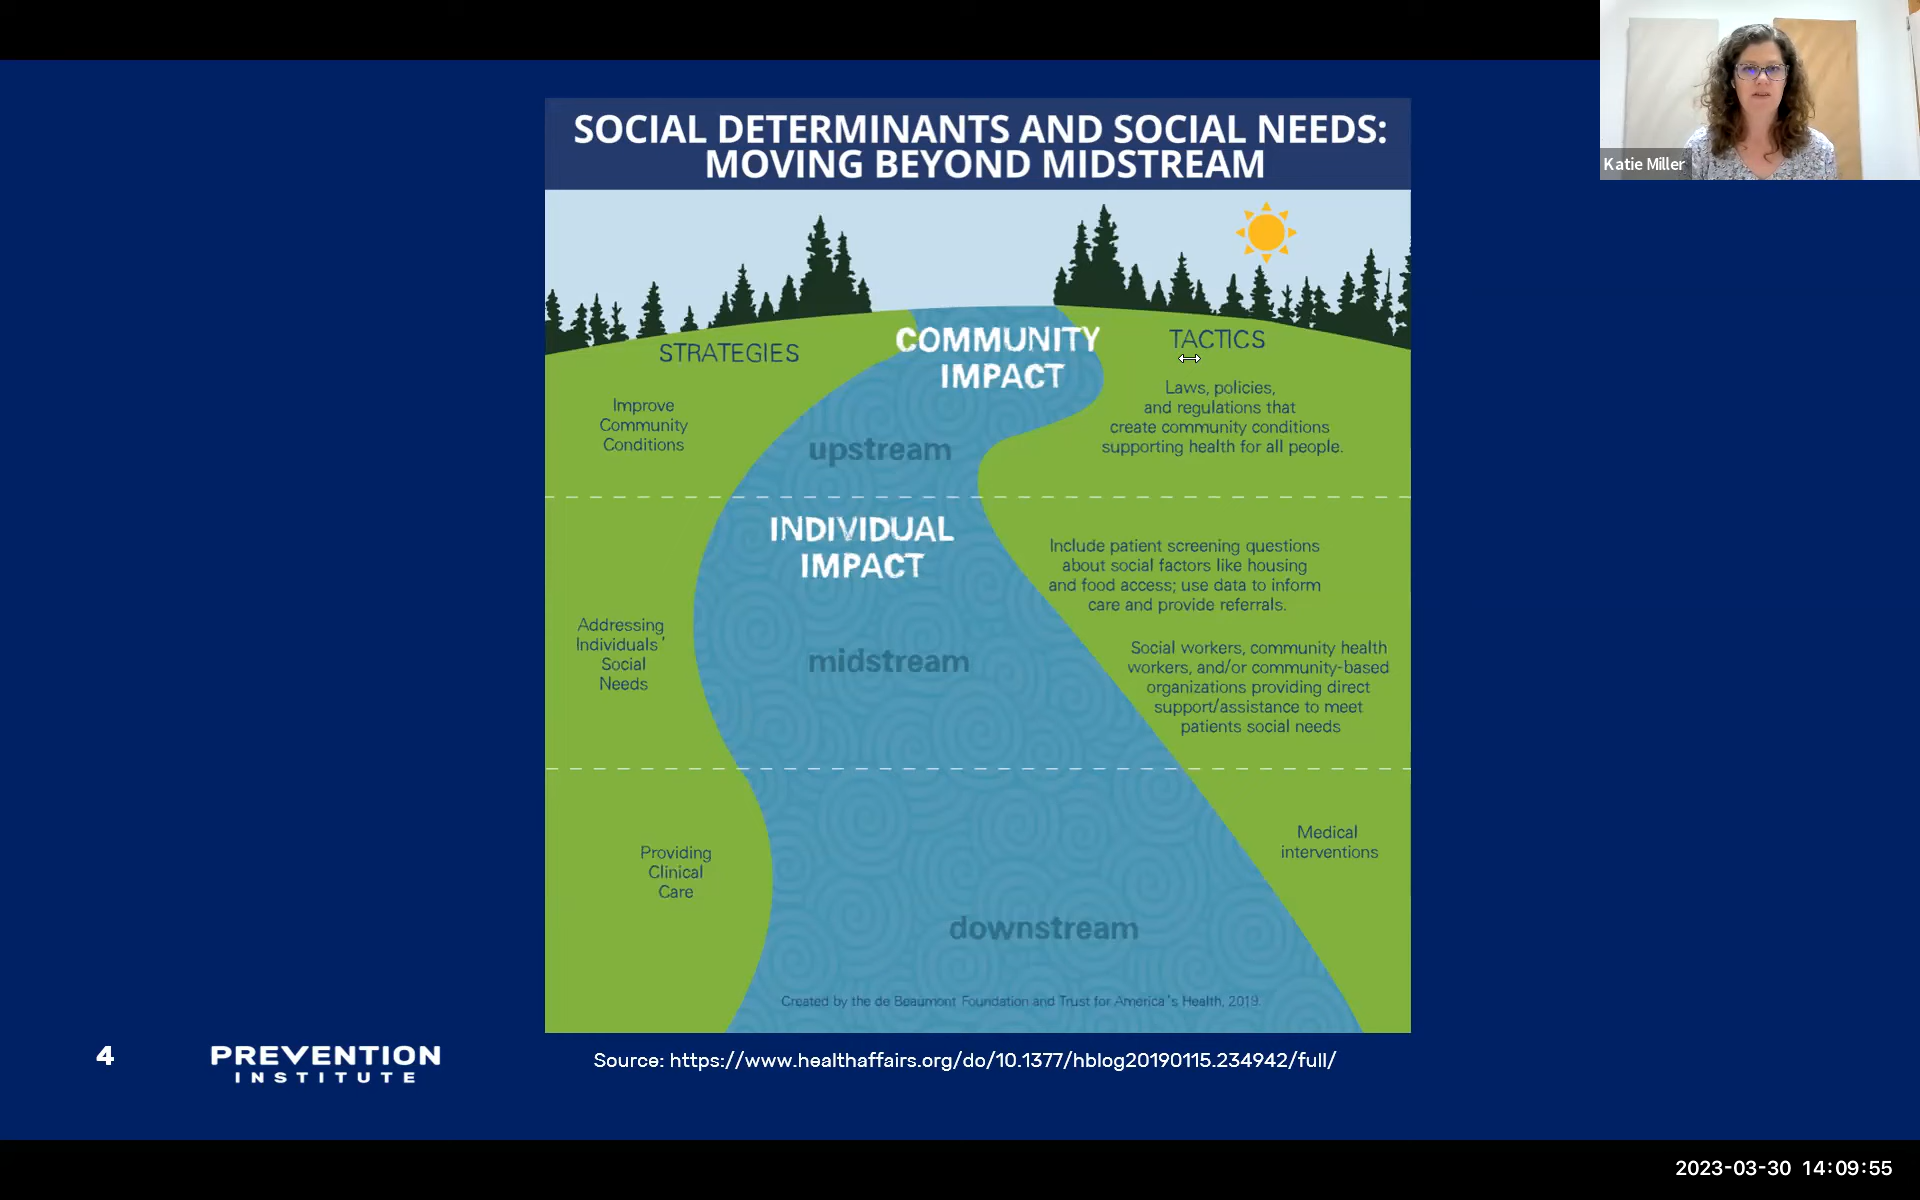 SOCIAL DETERMINANTS AND SOCIAL NEEDS:
MOVING BEYOND MIDSTREAM
Katie Miller
STRATEGIES
COMMUNITY
IMPACT
TACTICS
Improve
Community
Conditions
upstream
Laws, policies,
and regulations that
create community conditions
supporting health for all people.
INDIVIDUAL
IMPACT
Addressing
Individuals'
Social
Needs
midstream
Include patient screening questions
about social factors like housing
and food access; use data to inform
care and provide referrals.
Social workers, community health
workers, and/or community-based
organizations providing direct
support/assistance to meet
patients social needs
Providing
Clinical
Care
downstream
Medical
interventions
Created by the de Beaumont Foundation and Trust for America's Health, 2019.
4
PREVENTION
INSTITUTE
Source: https://www.healthaffairs.org/do/10.1377/hblog20190115.234942/full/
2023-03-30 14:09:55